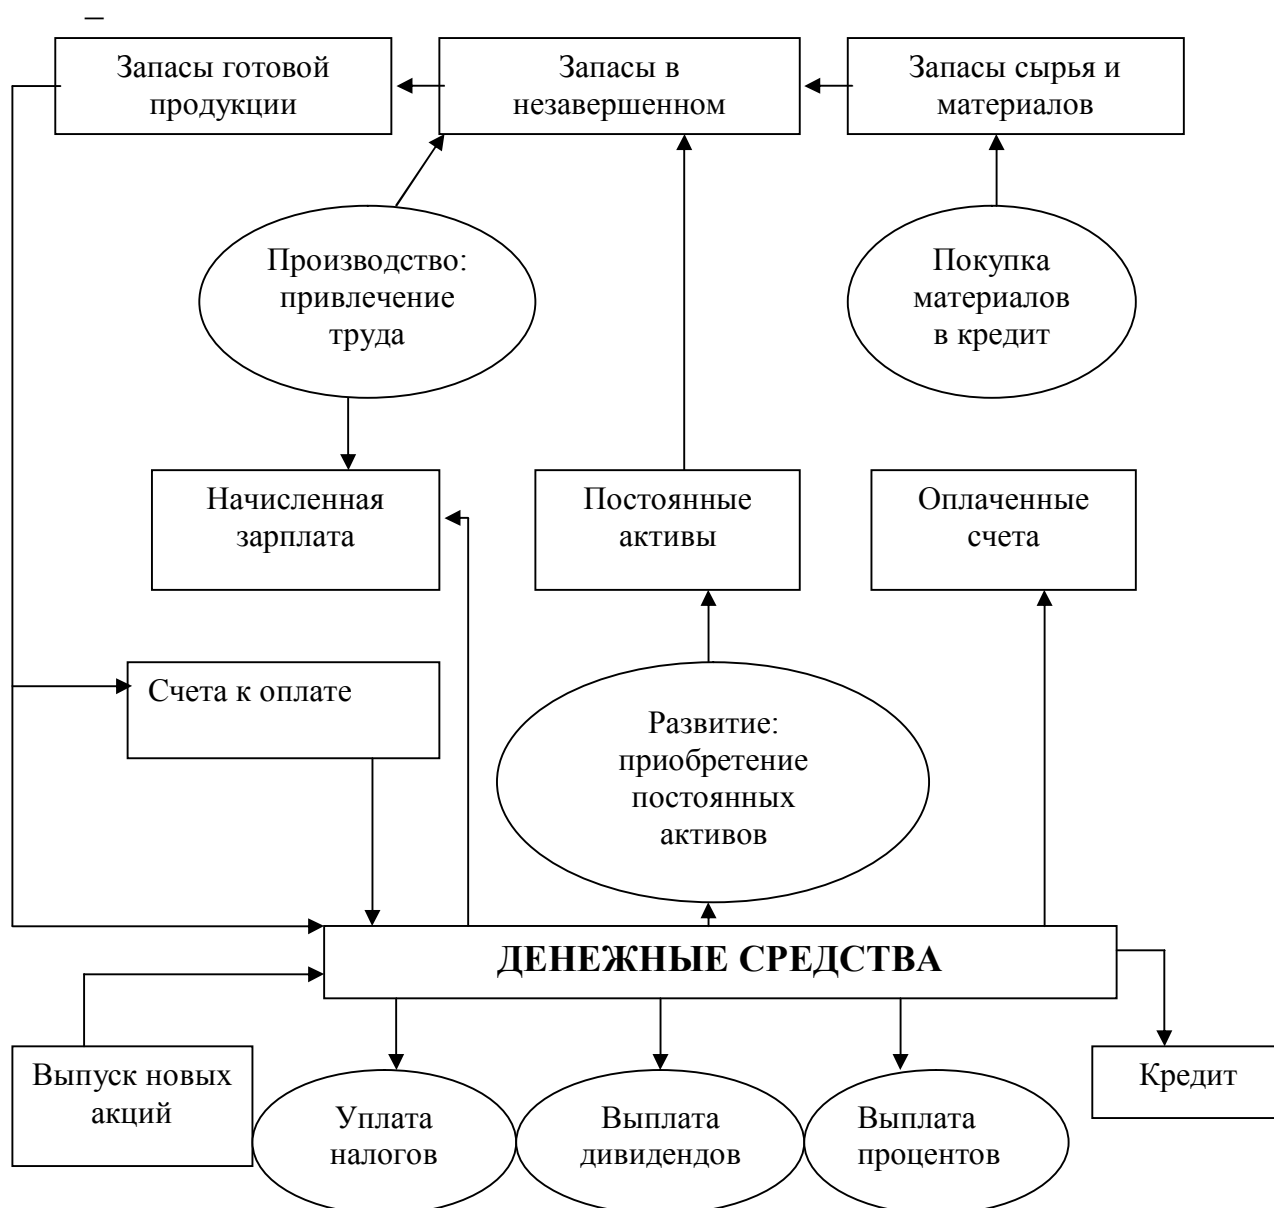 Запасы готовой
продукции
Запасы в
незавершенном
Запасы сырья и
материалов
Производство:
привлечение
труда
Покупка
материалов
в кредит
Начисленная
зарплата
Постоянные
активы
Оплаченные
счета
Счета к оплате
Развитие:
приобретение
постоянных
активов
ДЕНЕЖНЫЕ СРЕДСТВА
Выпуск новых
акций
Уплата
налогов
Выплата
дивидендов
Выплата
процентов
Кредит